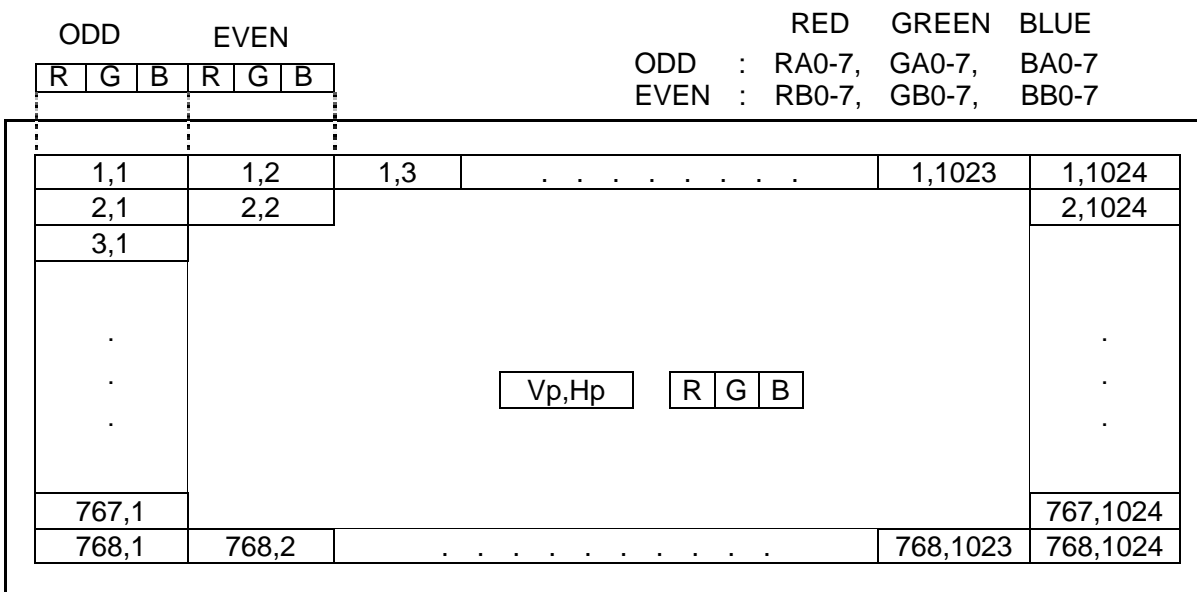 RED GREEN BLUE
ODD EVEN
ODD : RA0-7, GA0-7, BA0-7
R G B R G B
EVEN : RB0-7, GB0-7, BB0-7
1,1 1,2 1,3 . . . . . . . . 1,1023 1,1024
2,1 2,2 2,1024
3,1
. .
. .
Vp,Hp R G B
. .
767,1 767,1024
768,1 768,2 . . . . . . . . . . 768,1023 768,1024